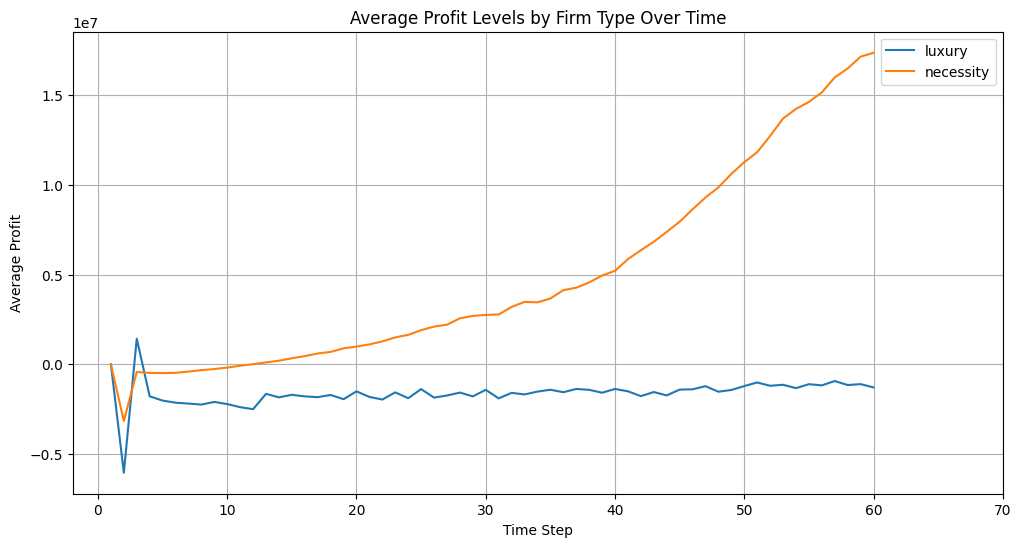 Average Profit Levels by Firm Type Over Time
1e7
luxury
necessity
1.5
1.0
0.5
0.0
−0.5
Average Profit
0 10 20 30 40 50 60 70
Time Step